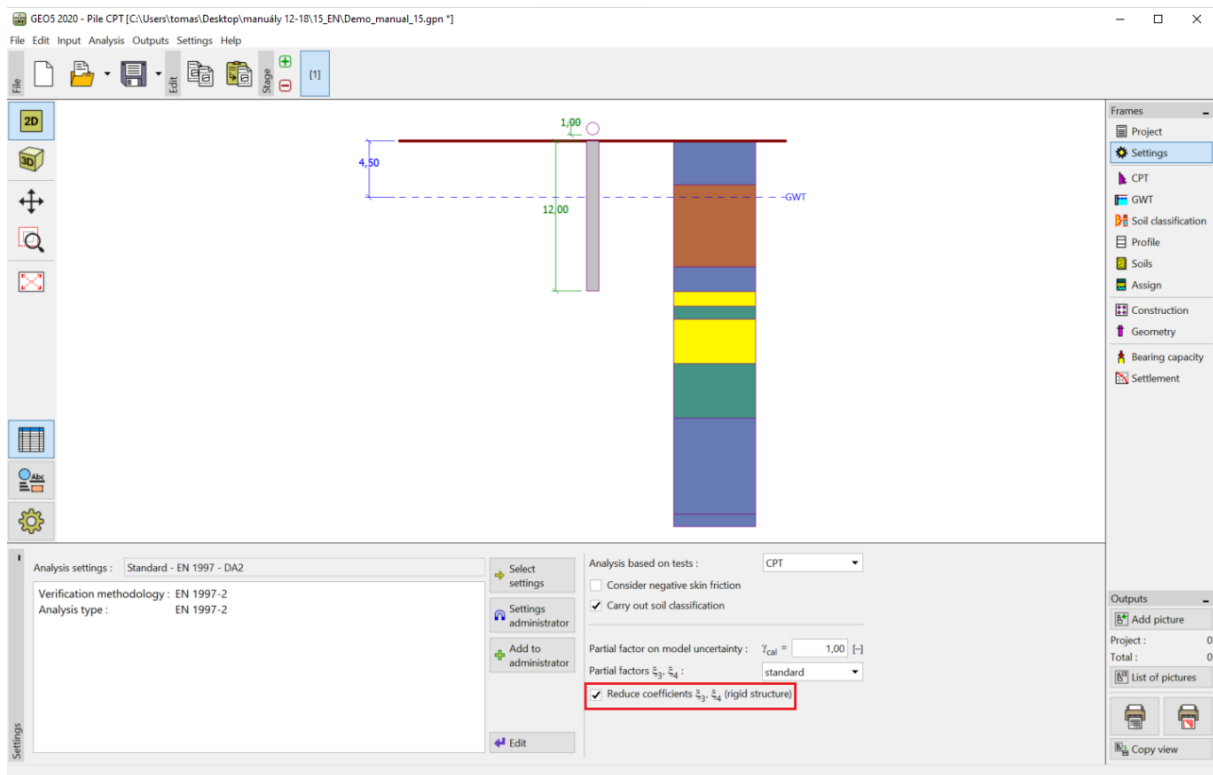 GEO5 2020 - Pile CPT [C:\Users\tomas\Desktop\manuály 12-18\15_EN\Demo_manual_15.gpn *]
File Edit Input Analysis Outputs Settings Help
File
Edit
Stage
[1]
2D
3D
Abc
1,00
4,50
12,00
GWT
Frames
Project
Settings
CPT
GWT
Soil classification
Profile
Soils
Assign
Construction
Geometry
Bearing capacity
Settlement
Outputs
Add picture
Project : 0
Total : 0
List of pictures
Copy view
Settings
Analysis settings : Standard - EN 1997 - DA2
Verification methodology : EN 1997-2
Analysis type : EN 1997-2
Select
settings
Settings
administrator
Add to
administrator
Edit
Analysis based on tests : CPT
Consider negative skin friction
Carry out soil classification
Partial factor on model uncertainty : γcal = 1,00 [–]
Partial factors ξ3, ξ4 : standard
Reduce coefficients ξ3, ξ4 (rigid structure)